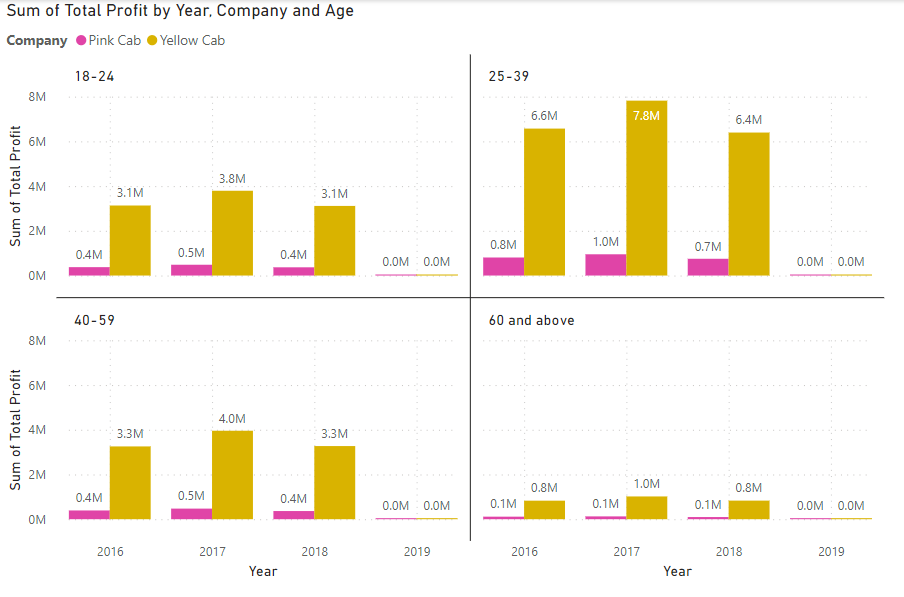 Sum of Total Profit by Year, Company and Age
Company Pink Cab Yellow Cab
18-24
8M
6M
4M
2M
0M
Sum of Total Profit
0.4M 3.1M 0.5M 3.8M 0.4M 3.1M 0.0M 0.0M
25-39
0.8M 6.6M 1.0M 7.8M 0.7M 6.4M 0.0M 0.0M
40-59
8M
6M
4M
2M
0M
Sum of Total Profit
0.4M 3.3M 0.5M 4.0M 0.4M 3.3M 0.0M 0.0M
2016 2017 2018 2019
Year
60 and above
0.1M 0.8M 0.1M 1.0M 0.1M 0.8M 0.0M 0.0M
2016 2017 2018 2019
Year